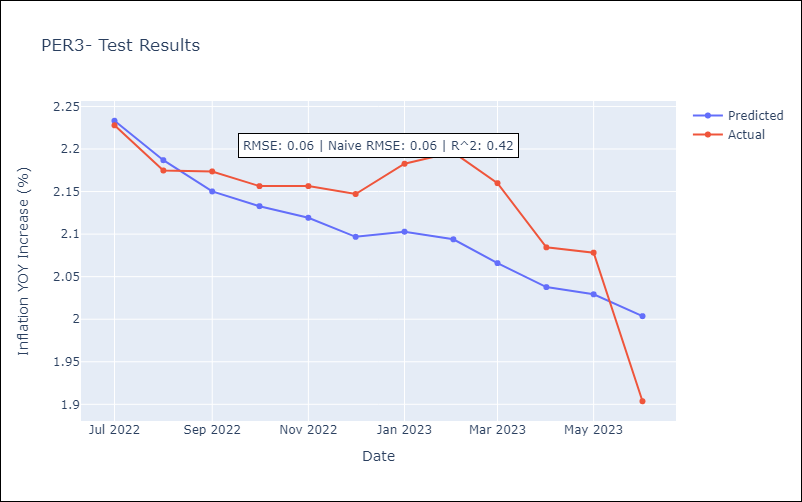 PER3- Test Results
Predicted
Actual
RMSE: 0.06 | Naive RMSE: 0.06 | R^2: 0.42
Inflation YOY Increase (%)
2.25
2.2
2.15
2.1
2.05
2
1.95
1.9
Jul 2022 Sep 2022 Nov 2022 Jan 2023 Mar 2023 May 2023
Date